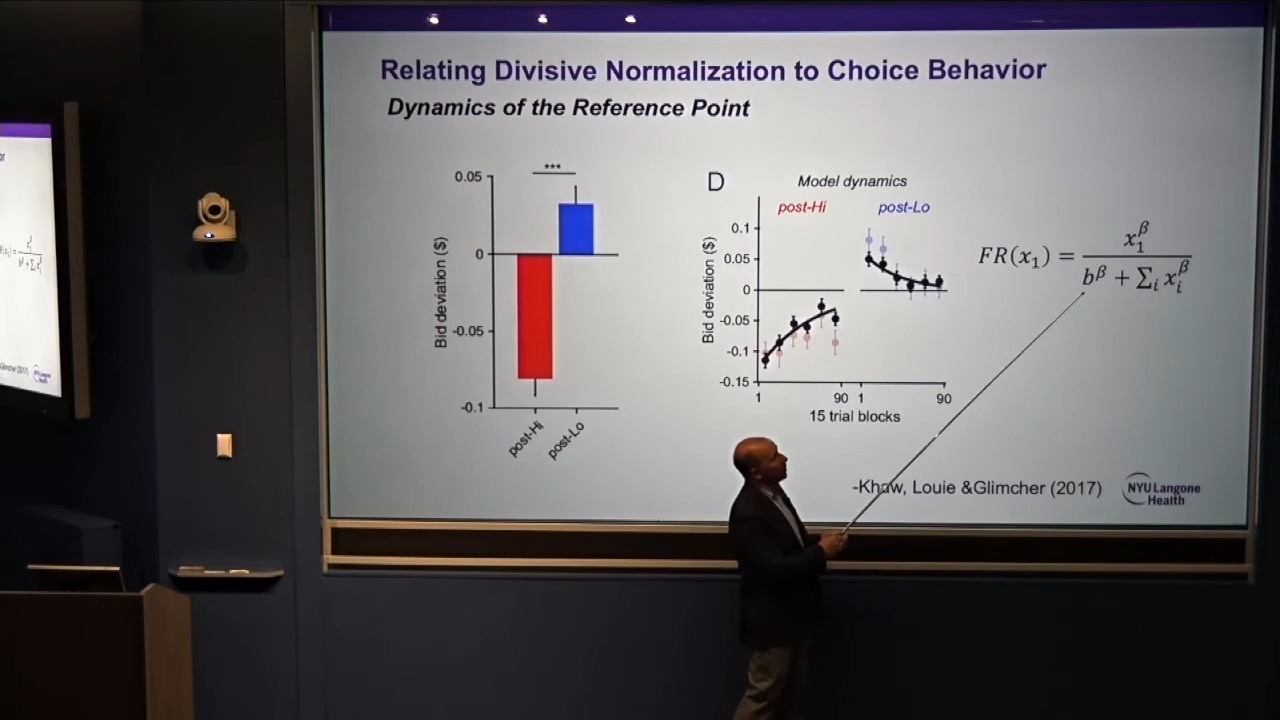 Relating Divisive Normalization to Choice Behavior
Dynamics of the Reference Point
***
0.05
0
-0.05
-0.1
Bid deviation ($)
post-Hi
post-Lo
D
Model dynamics
post-Hi
post-Lo
0.1
0.05
0
-0.05
-0.1
-0.15
Bid deviation ($)
1
90
1
90
15 trial blocks
FR(x₁) = x₁^β / (b^β + ∑ᵢ xᵢ^β)
-Khaw, Louie &Glimcher (2017)
NYU Langone
Health